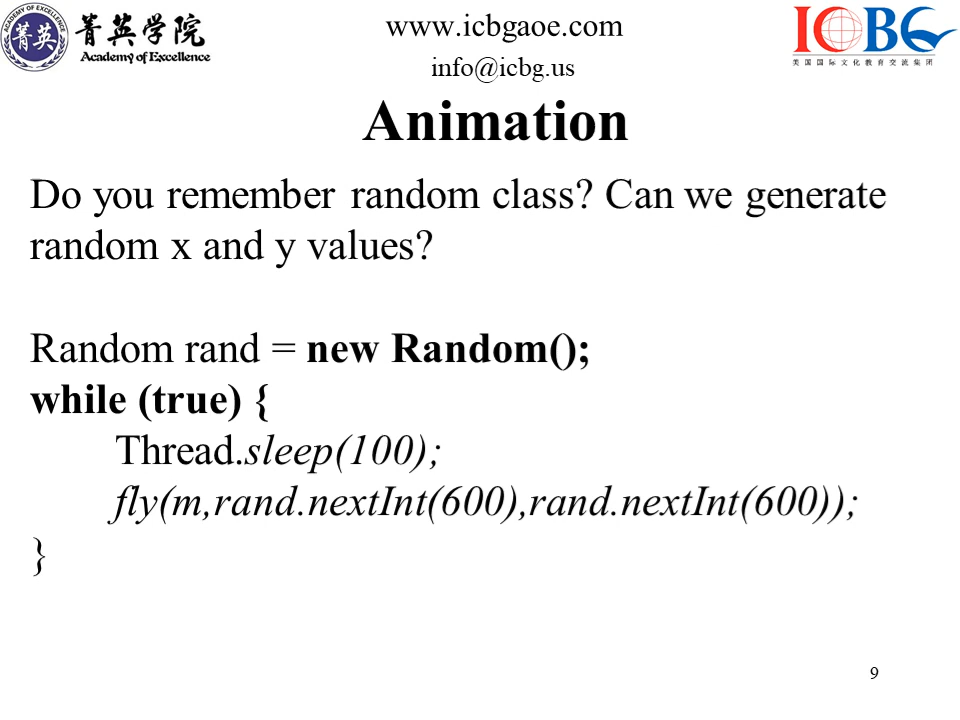 菁英
菁英学院
Academy of Excellence
www.icbgaoe.com
info@icbg.us
ICBG
美国国际文化教育交流集团
Animation
Do you remember random class? Can we generate
random x and y values?
Random rand = new Random();
while (true) {
Thread.sleep(100);
fly(m,rand.nextInt(600),rand.nextInt(600));
}
9